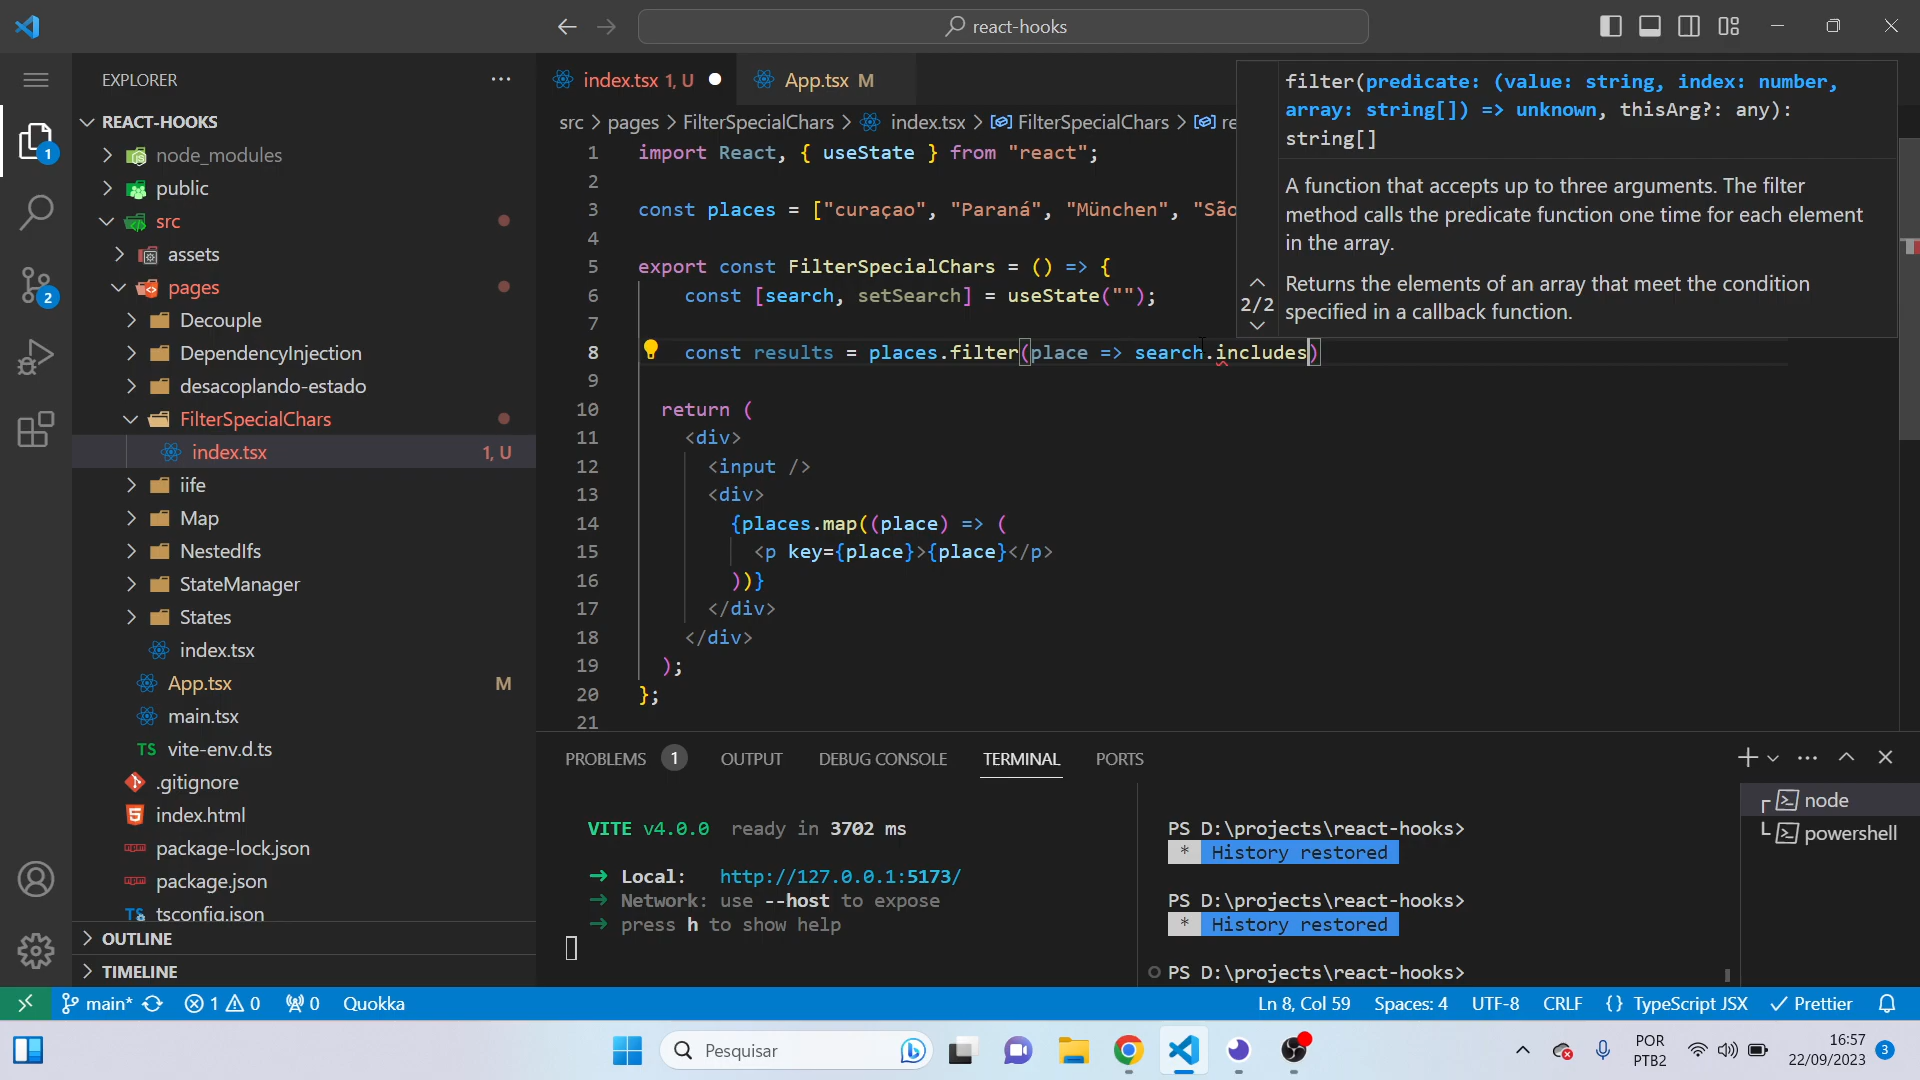 react-hooks
EXPLORER
REACT-HOOKS
node_modules
public
src
assets
pages
Decouple
DependencyInjection
desacoplando-estado
FilterSpecialChars
index.tsx 1, U
iife
Map
NestedIfs
StateManager
States
index.tsx
App.tsx M
main.tsx
TS vite-env.d.ts
.gitignore
index.html
package-lock.json
package.json
tsconfig.json
OUTLINE
TIMELINE
1
2
index.tsx 1, U
App.tsx M
src > pages > FilterSpecialChars > index.tsx > FilterSpecialChars > re
1 import React, { useState } from "react";
2
3 const places = ["curaçao", "Paraná", "München", "São
4
5 export const FilterSpecialChars = () => {
6 const [search, setSearch] = useState("");
7
8 const results = places.filter(place => search.includes)
9
10 return (
11 <div>
12 <input />
13 <div>
14 {places.map((place) => (
15 <p key={place}>{place}</p>
16 ))}
17 </div>
18 </div>
19 );
20 };
21
filter(predicate: (value: string, index: number,
array: string[]) => unknown, thisArg?: any):
string[]
A function that accepts up to three arguments. The filter
method calls the predicate function one time for each element
in the array.
2/2
Returns the elements of an array that meet the condition
specified in a callback function.
PROBLEMS 1 OUTPUT DEBUG CONSOLE TERMINAL PORTS
VITE v4.0.0 ready in 3702 ms
→ Local: http://127.0.0.1:5173/
→ Network: use --host to expose
→ press h to show help
PS D:\projects\react-hooks>
* History restored
PS D:\projects\react-hooks>
* History restored
PS D:\projects\react-hooks>
node
powershell
main* 1 0 0 Quokka
Ln 8, Col 59 Spaces: 4 UTF-8 CRLF {} TypeScript JSX Prettier
Pesquisar
POR
PTB2
16:57
22/09/2023
3